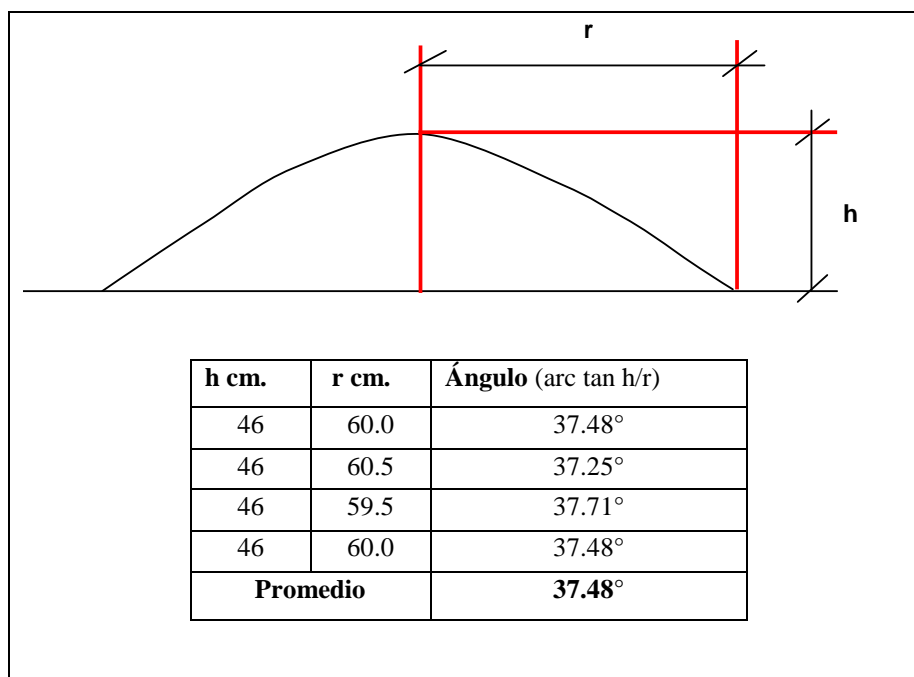 r
h
h cm. r cm. Ángulo (arc tan h/r)
46 60.0 37.48°
46 60.5 37.25°
46 59.5 37.71°
46 60.0 37.48°
Promedio 37.48°